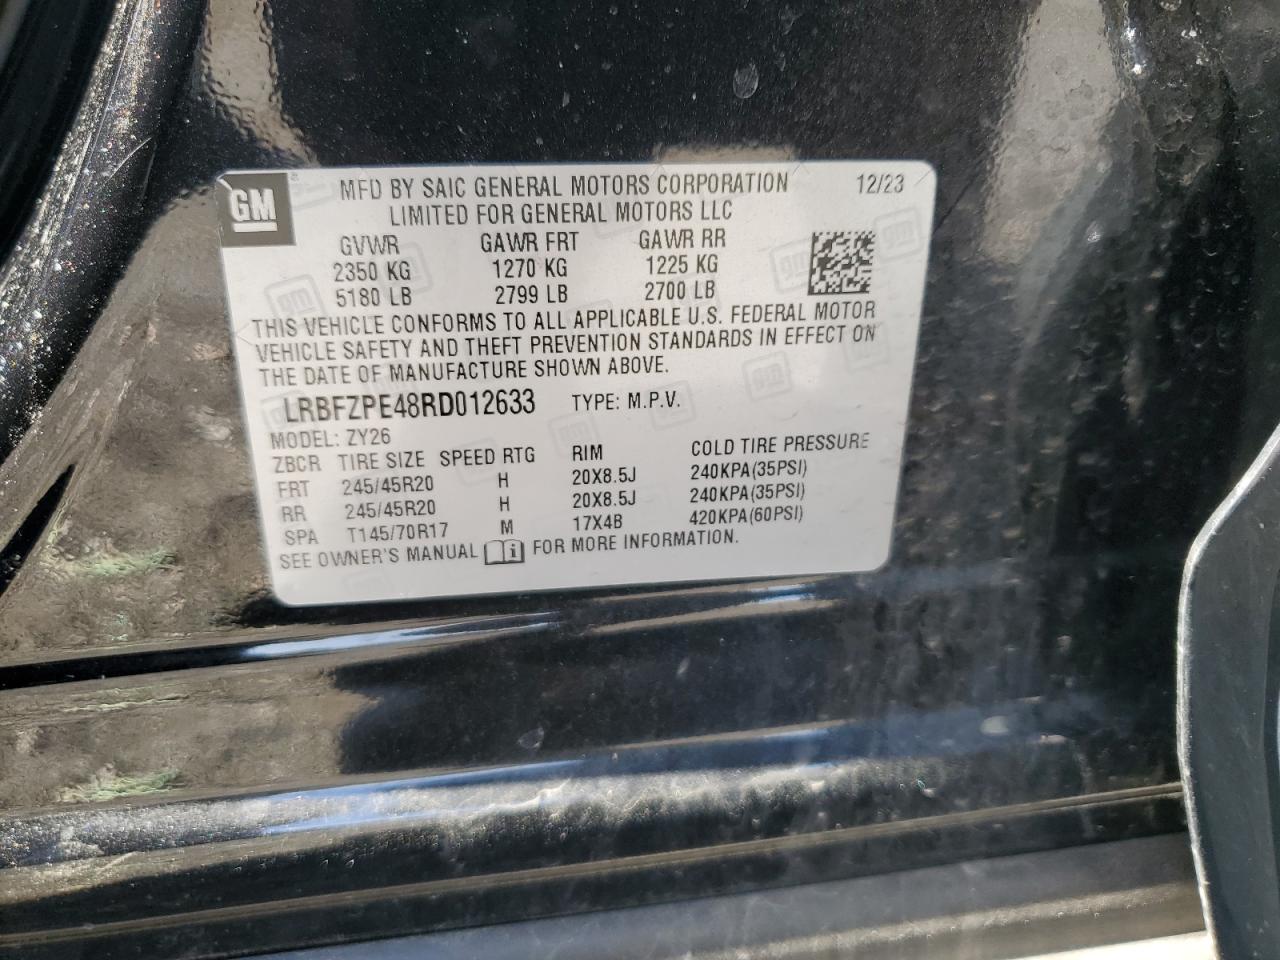 GM
MFD BY SAIC GENERAL MOTORS CORPORATION 12/23
LIMITED FOR GENERAL MOTORS LLC
GVWR GAWR FRT GAWR RR
2350 KG 1270 KG 1225 KG
5180 LB 2799 LB 2700 LB
THIS VEHICLE CONFORMS TO ALL APPLICABLE U.S. FEDERAL MOTOR
VEHICLE SAFETY AND THEFT PREVENTION STANDARDS IN EFFECT ON
THE DATE OF MANUFACTURE SHOWN ABOVE.
LRBFZPE48RD012633 TYPE: M.P.V.
MODEL: ZY26
ZBCR TIRE SIZE SPEED RTG RIM COLD TIRE PRESSURE
FRT 245/45R20 H 20X8.5J 240KPA(35PSI)
RR 245/45R20 H 20X8.5J 240KPA(35PSI)
SPA T145/70R17 M 17X4B 420KPA(60PSI)
SEE OWNER'S MANUAL i FOR MORE INFORMATION.